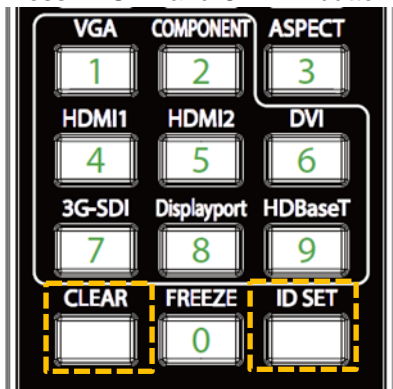 VGA COMPONENT ASPECT
1 2 3
HDMI1 HDMI2 DVI
4 5 6
3G-SDI Displayport HDBaseT
7 8 9
CLEAR FREEZE ID SET
0